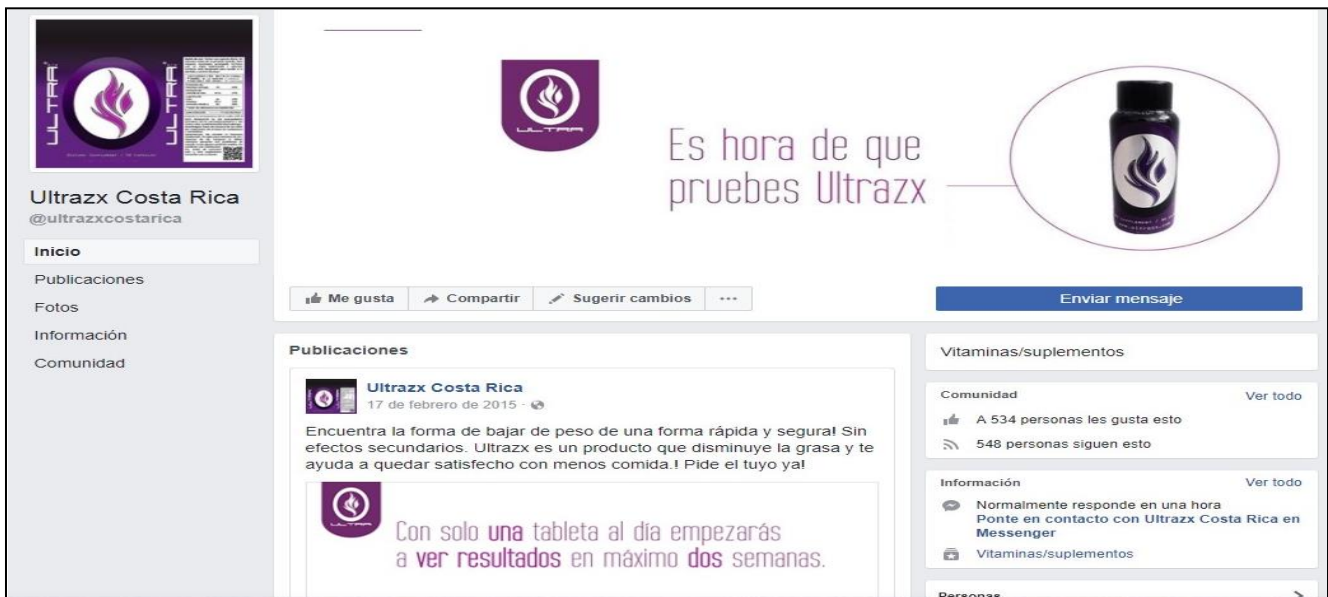 ULTRA
ULTRA
Ultrazx Costa Rica
@ultrazxcostarica
Inicio
Publicaciones
Fotos
Información
Comunidad
ULTRA
Es hora de que
pruebes Ultrazx
Me gusta
Compartir
Sugerir cambios
...
Enviar mensaje
Publicaciones
Ultrazx Costa Rica
17 de febrero de 2015 ·
Encuentra la forma de bajar de peso de una forma rápida y segura! Sin
efectos secundarios. Ultrazx es un producto que disminuye la grasa y te
ayuda a quedar satisfecho con menos comida.! Pide el tuyo ya!
ULTRA
Con solo una tableta al día empezarás
a ver resultados en máximo dos semanas.
Vitaminas/suplementos
Comunidad
Ver todo
A 534 personas les gusta esto
548 personas siguen esto
Información
Ver todo
Normalmente responde en una hora
Ponte en contacto con Ultrazx Costa Rica en
Messenger
Vitaminas/suplementos
Personas